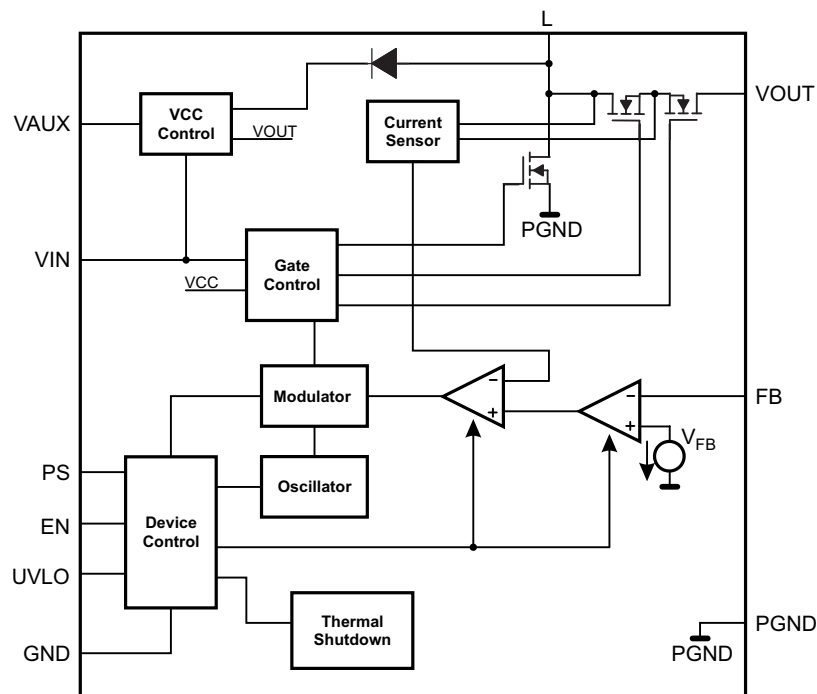 L
VAUX
VCC
Control
VOUT
Current
Sensor
VOUT
PGND
VIN
Gate
Control
VCC
Modulator
-
+
-
+
FB
VFB
PS
EN
UVLO
GND
Device
Control
Oscillator
Thermal
Shutdown
PGND
PGND